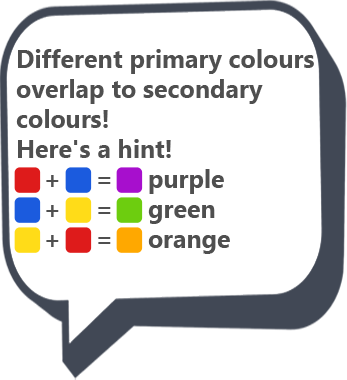 Different primary colours
overlap to secondary
colours!
Here's a hint!
+ = purple
+ = green
+ = orange